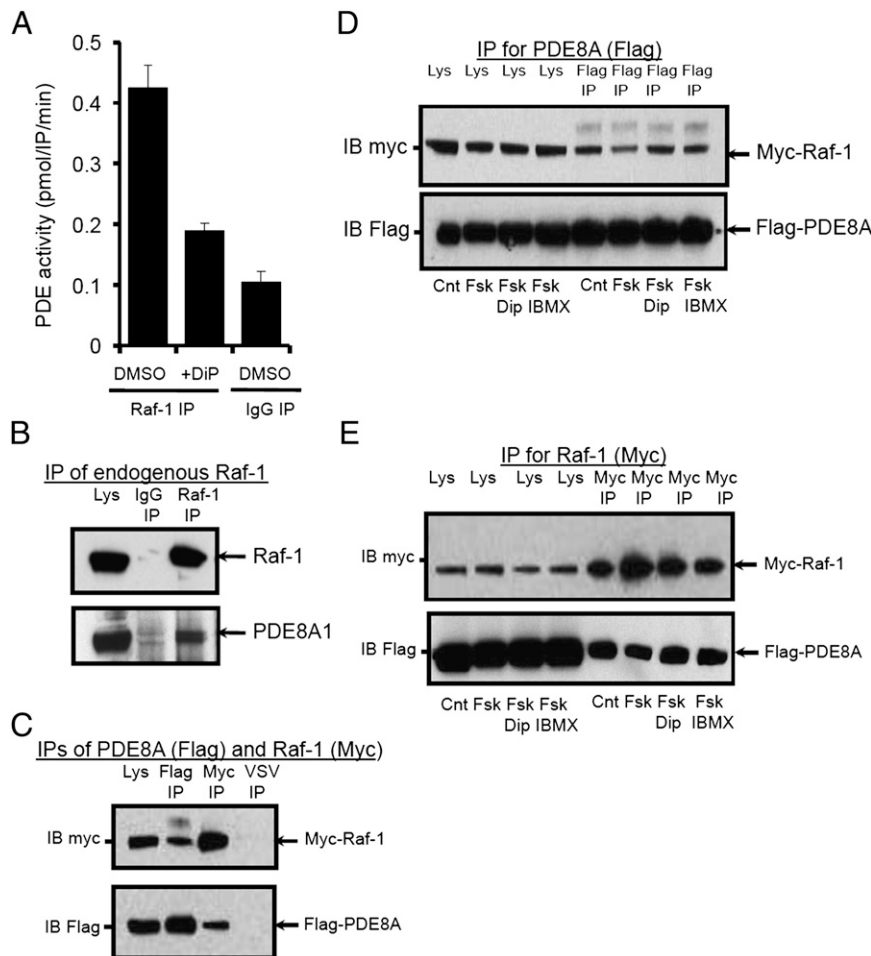 A
PDE activity (pmol/IP/min)
0.5
0.4
0.3
0.2
0.1
0
DMSO +DiP DMSO
Raf-1 IP IgG IP
B
IP of endogenous Raf-1
Lys IgG IP Raf-1 IP
Raf-1
PDE8A1
C
IPs of PDE8A (Flag) and Raf-1 (Myc)
Lys Flag IP Myc IP VSV IP
IB myc Myc-Raf-1
IB Flag Flag-PDE8A
D
IP for PDE8A (Flag)
Lys Lys Lys Lys Flag IP Flag IP Flag IP Flag IP
IB myc Myc-Raf-1
IB Flag Flag-PDE8A
Cnt Fsk Fsk Fsk Cnt Fsk Fsk Fsk
Dip IBMX Dip IBMX
E
IP for Raf-1 (Myc)
Lys Lys Lys Lys Myc IP Myc IP Myc IP Myc IP
IB myc Myc-Raf-1
IB Flag Flag-PDE8A
Cnt Fsk Fsk Fsk Cnt Fsk Fsk Fsk
Dip IBMX Dip IBMX